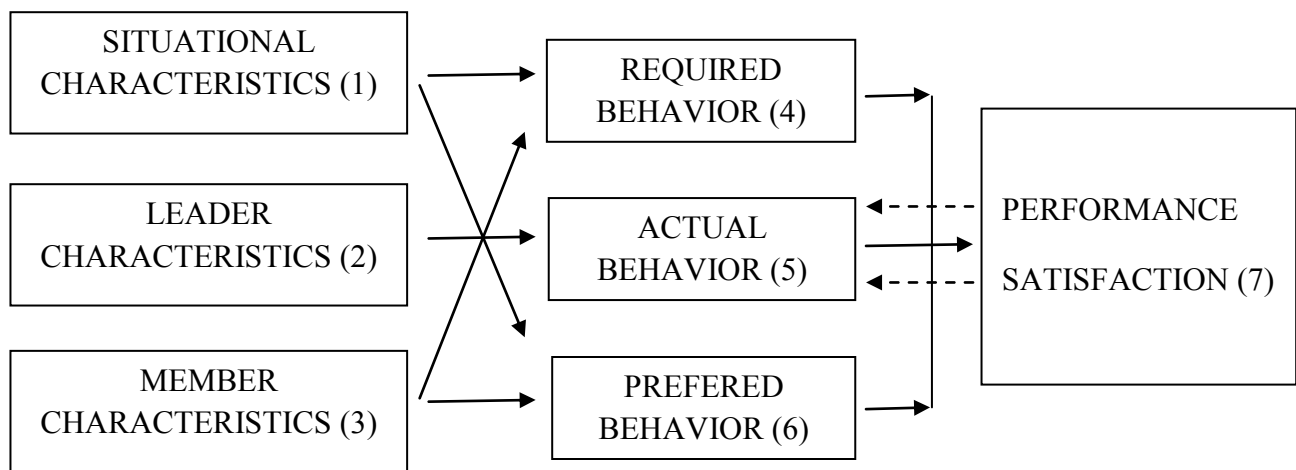 SITUATIONAL
CHARACTERISTICS (1)
REQUIRED
BEHAVIOR (4)
LEADER
CHARACTERISTICS (2)
ACTUAL
BEHAVIOR (5)
MEMBER
CHARACTERISTICS (3)
PREFERED
BEHAVIOR (6)
PERFORMANCE
SATISFACTION (7)